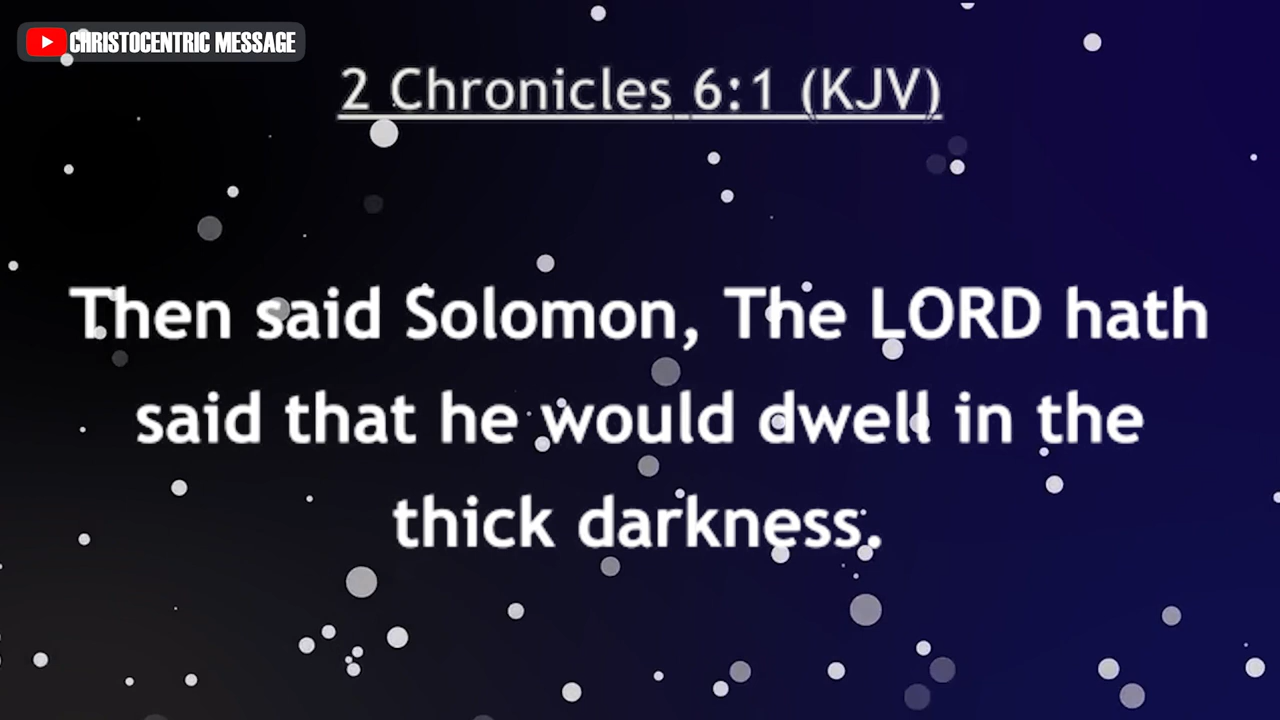 CHRISTOCENTRIC MESSAGE
2 Chronicles 6:1 (KJV)
Then said Solomon, The LORD hath
said that he would dwell in the
thick darkness.